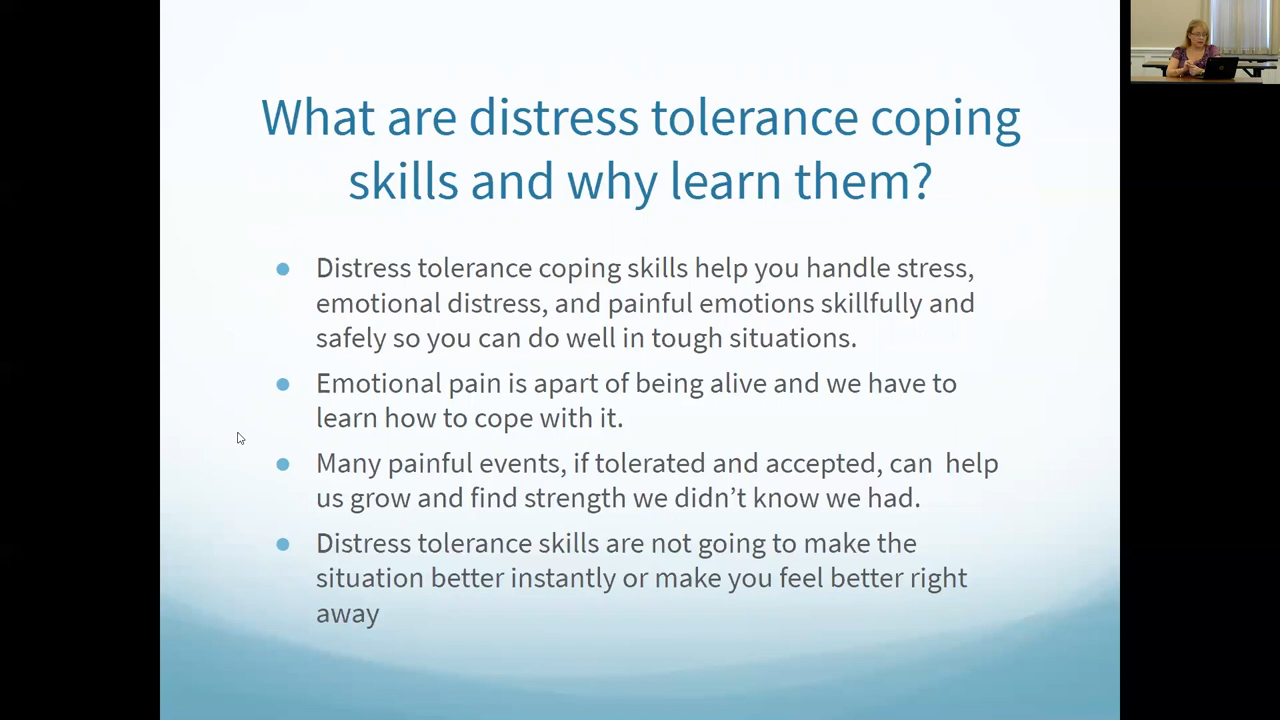 What are distress tolerance coping
skills and why learn them?
Distress tolerance coping skills help you handle stress,
emotional distress, and painful emotions skillfully and
safely so you can do well in tough situations.
Emotional pain is apart of being alive and we have to
learn how to cope with it.
Many painful events, if tolerated and accepted, can  help
us grow and find strength we didn’t know we had.
Distress tolerance skills are not going to make the
situation better instantly or make you feel better right
away